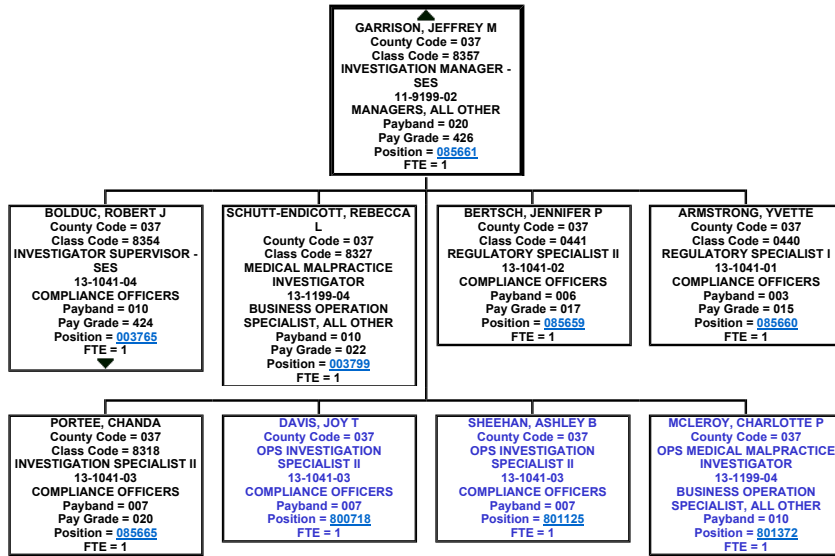 GARRISON, JEFFREY M
County Code = 037
Class Code = 8357
INVESTIGATION MANAGER -
SES
11-9199-02
MANAGERS, ALL OTHER
Payband = 020
Pay Grade = 426
Position = 085661
FTE = 1
BOLDUC, ROBERT J
County Code = 037
Class Code = 8354
INVESTIGATOR SUPERVISOR -
SES
13-1041-04
COMPLIANCE OFFICERS
Payband = 010
Pay Grade = 424
Position = 003765
FTE = 1
SCHUTT-ENDICOTT, REBECCA
L
County Code = 037
Class Code = 8327
MEDICAL MALPRACTICE
INVESTIGATOR
13-1199-04
BUSINESS OPERATION
SPECIALIST, ALL OTHER
Payband = 010
Pay Grade = 022
Position = 003799
FTE = 1
BERTSCH, JENNIFER P
County Code = 037
Class Code = 0441
REGULATORY SPECIALIST II
13-1041-02
COMPLIANCE OFFICERS
Payband = 006
Pay Grade = 017
Position = 085659
FTE = 1
ARMSTRONG, YVETTE
County Code = 037
Class Code = 0440
REGULATORY SPECIALIST I
13-1041-01
COMPLIANCE OFFICERS
Payband = 003
Pay Grade = 015
Position = 085660
FTE = 1
PORTEE, CHANDA
County Code = 037
Class Code = 8318
INVESTIGATION SPECIALIST II
13-1041-03
COMPLIANCE OFFICERS
Payband = 007
Pay Grade = 020
Position = 085665
FTE = 1
DAVIS, JOY T
County Code = 037
OPS INVESTIGATION
SPECIALIST II
13-1041-03
COMPLIANCE OFFICERS
Payband = 007
Position = 800718
FTE = 1
SHEEHAN, ASHLEY B
County Code = 037
OPS INVESTIGATION
SPECIALIST II
13-1041-03
COMPLIANCE OFFICERS
Payband = 007
Position = 801125
FTE = 1
MCLEROY, CHARLOTTE P
County Code = 037
OPS MEDICAL MALPRACTICE
INVESTIGATOR
13-1199-04
BUSINESS OPERATION
SPECIALIST, ALL OTHER
Payband = 010
Position = 801372
FTE = 1